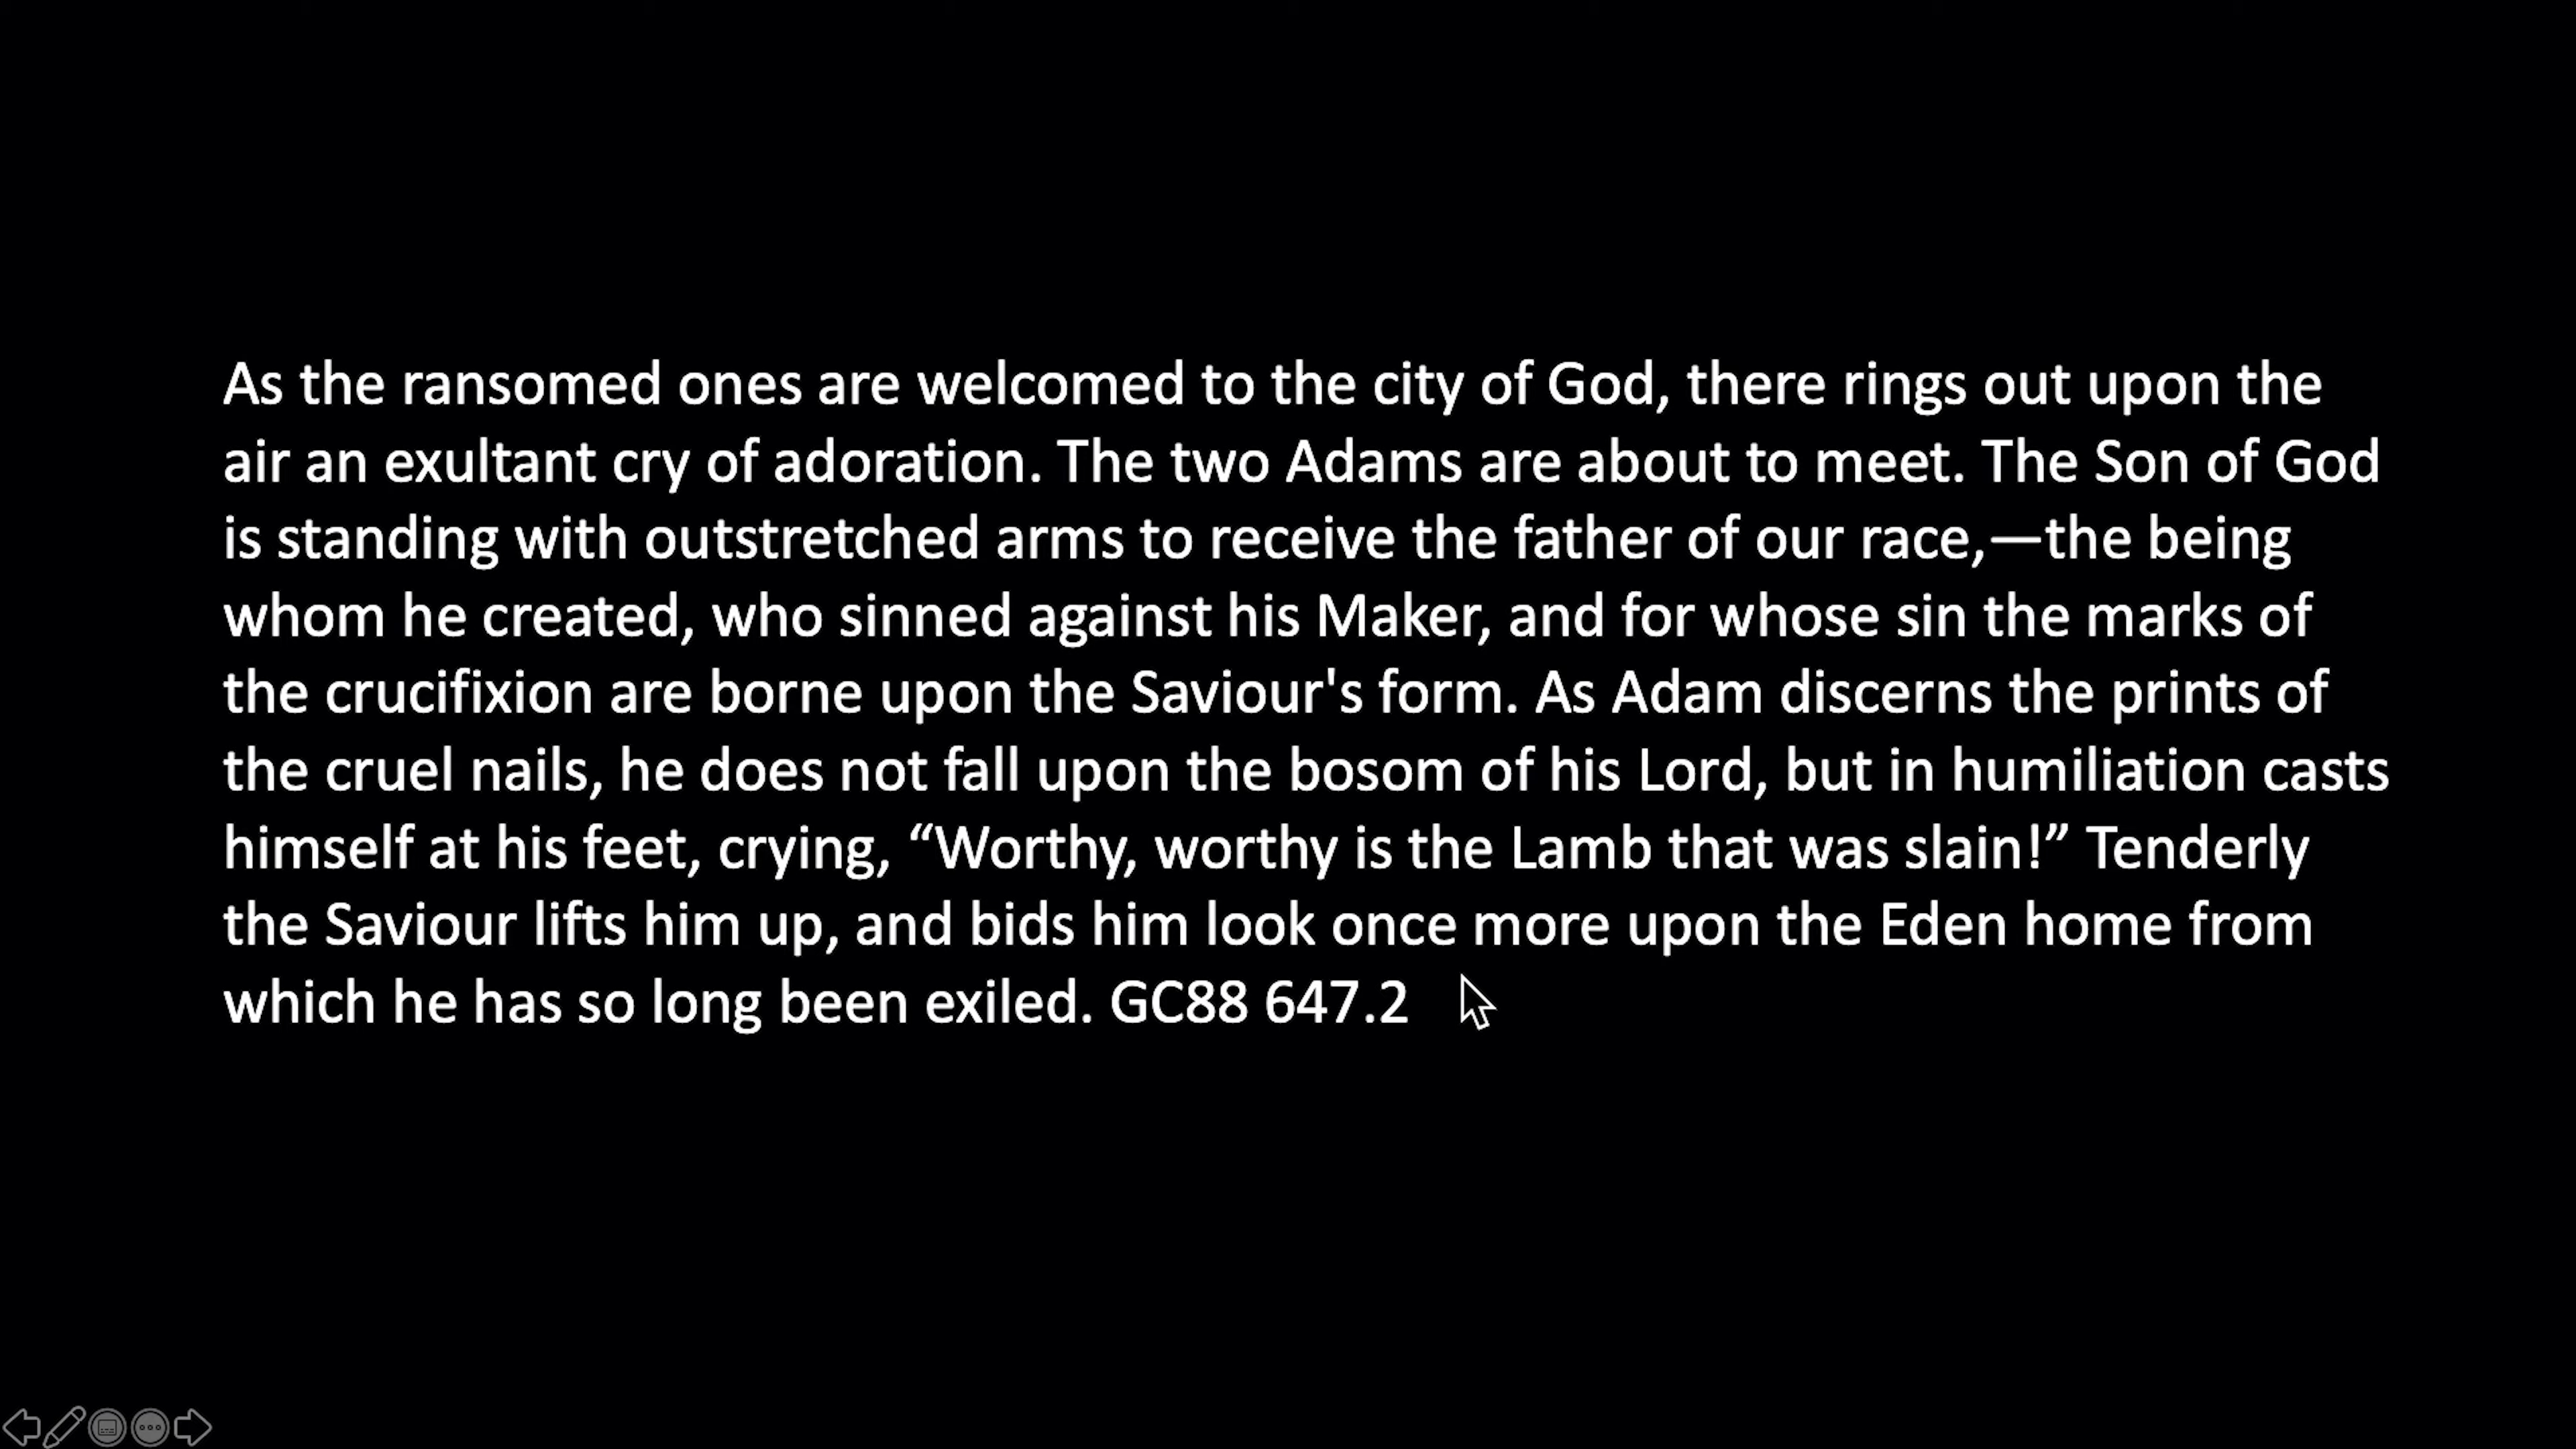 As the ransomed ones are welcomed to the city of God, there rings out upon the
air an exultant cry of adoration. The two Adams are about to meet. The Son of God
is standing with outstretched arms to receive the father of our race,—the being
whom he created, who sinned against his Maker, and for whose sin the marks of
the crucifixion are borne upon the Saviour's form. As Adam discerns the prints of
the cruel nails, he does not fall upon the bosom of his Lord, but in humiliation casts
himself at his feet, crying, “Worthy, worthy is the Lamb that was slain!” Tenderly
the Saviour lifts him up, and bids him look once more upon the Eden home from
which he has so long been exiled. GC88 647.2